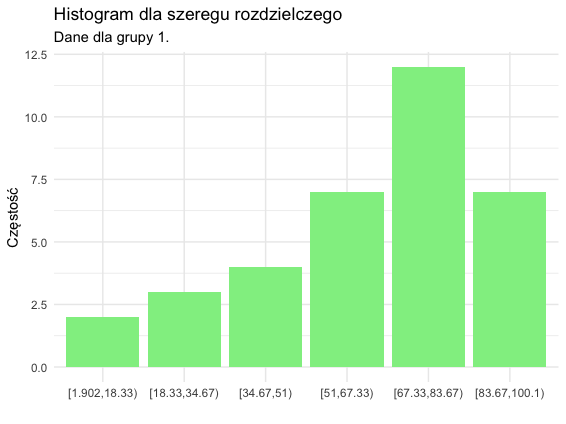 Histogram dla szeregu rozdzielczego
Dane dla grupy 1.
12.5
10.0
7.5
5.0
2.5
0.0
Częstość
[1.902,18.33) [18.33,34.67) [34.67,51) [51,67.33) [67.33,83.67) [83.67,100.1)